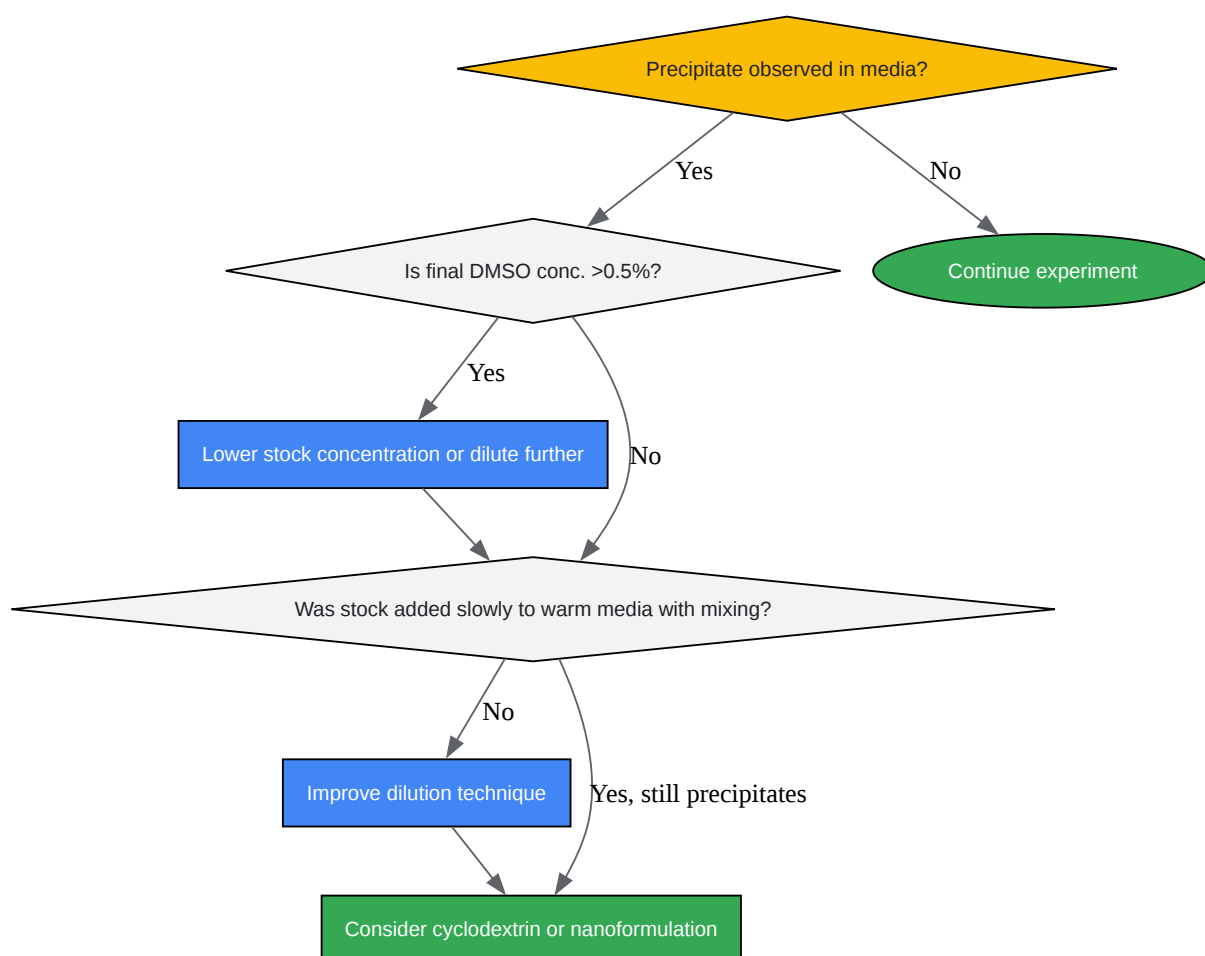 Precipitate observed in media?
Yes
No
Is final DMSO conc. >0.5%?
Continue experiment
Yes
Lower stock concentration or dilute further
No
Was stock added slowly to warm media with mixing?
No
Improve dilution technique
Yes, still precipitates
Consider cyclodextrin or nanoformulation